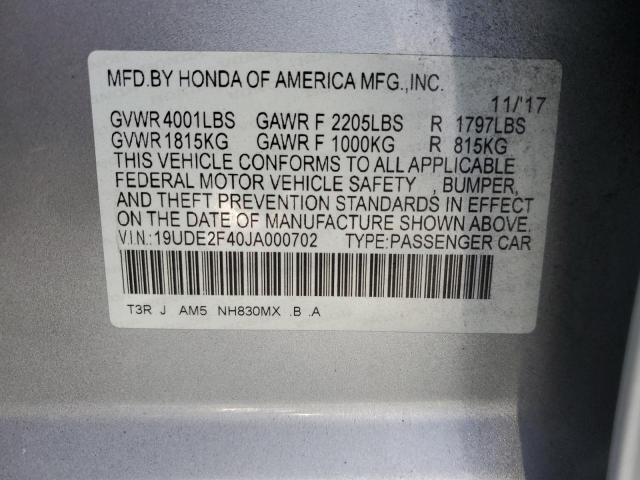 MFD.BY HONDA OF AMERICA MFG.,INC.
11/'17
GVWR 4001LBS GAWR F 2205LBS R 1797LBS
GVWR 1815KG GAWR F 1000KG R 815KG
THIS VEHICLE CONFORMS TO ALL APPLICABLE
FEDERAL MOTOR VEHICLE SAFETY , BUMPER,
AND THEFT PREVENTION STANDARDS IN EFFECT
ON THE DATE OF MANUFACTURE SHOWN ABOVE.
V.I.N.:19UDE2F40JA000702 TYPE:PASSENGER CAR
T3R J AM5 NH830MX .B .A